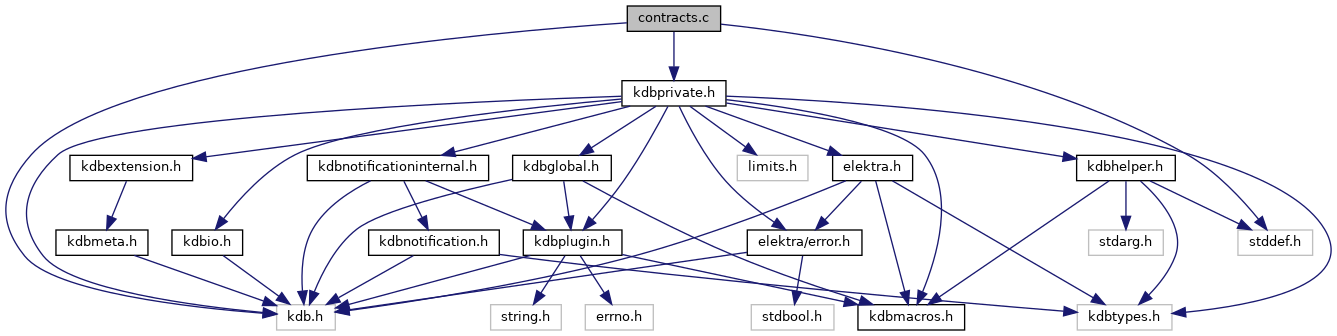 contracts.c
kdbprivate.h
kdbextension.h
kdbnotificationinternal.h
kdbglobal.h
limits.h
elektra.h
kdbhelper.h
kdbmeta.h
kdbio.h
kdbnotification.h
kdbplugin.h
elektra/error.h
stdarg.h
stddef.h
kdb.h
string.h
errno.h
stdbool.h
kdbmacros.h
kdbtypes.h